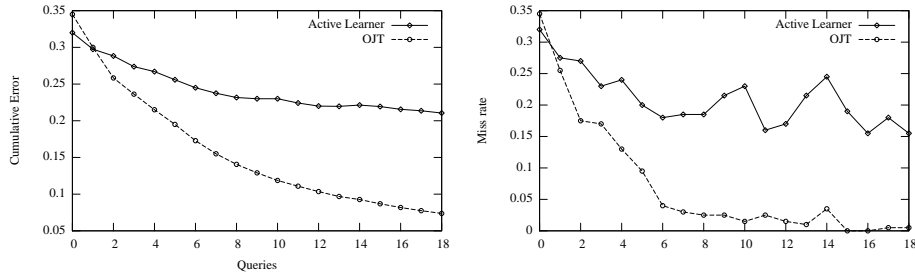 0.35
0.3
0.25
0.2
0.15
0.1
0.05
0 2 4 6 8 10 12 14 16 18
Cumulative Error
Queries
Active Learner
OJT
0.35
0.3
0.25
0.2
0.15
0.1
0.05
0
0 2 4 6 8 10 12 14 16 18
Miss rate
Active Learner
OJT